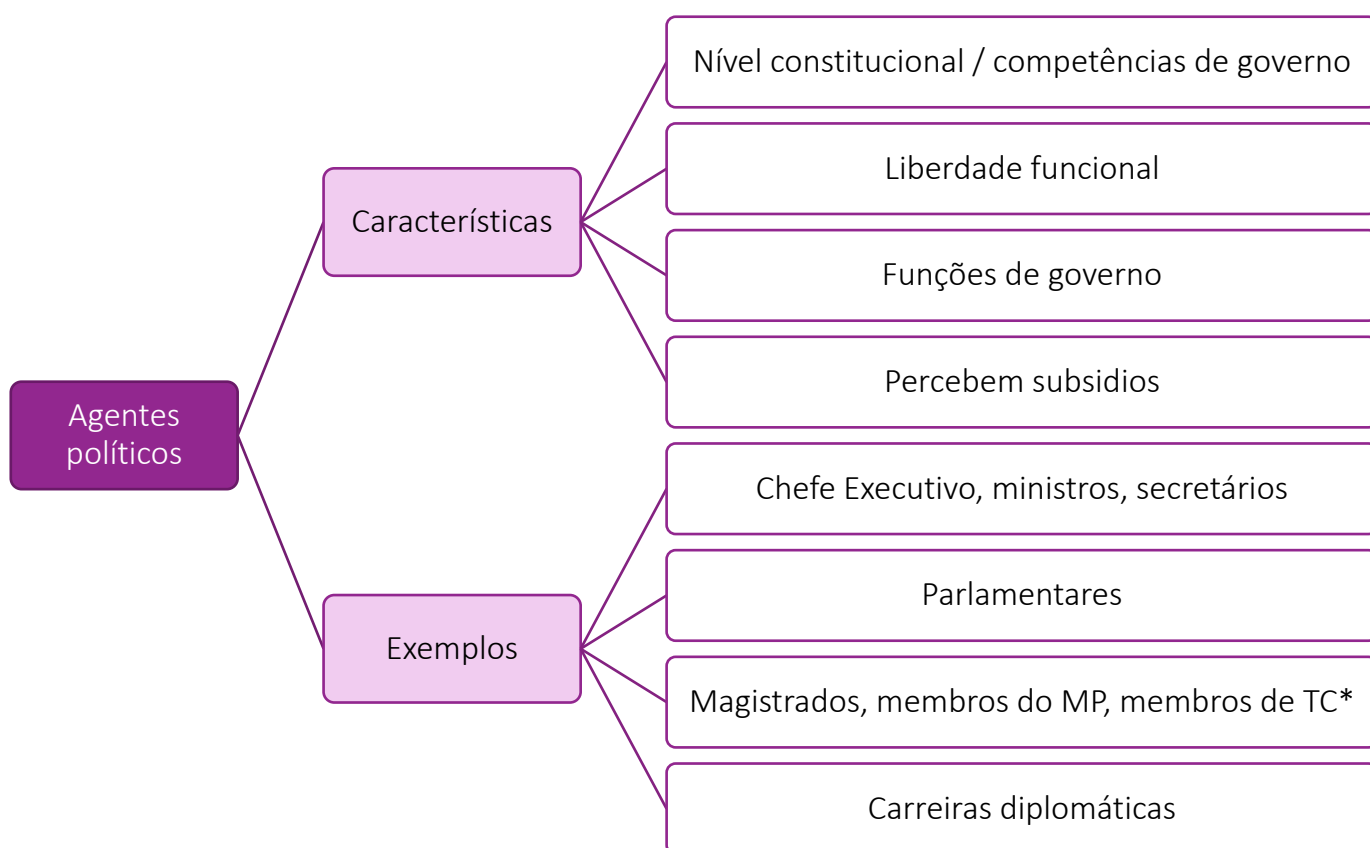 Nível constitucional / competências de governo
Liberdade funcional
Características
Funções de governo
Percebem subsidios
Agentes
políticos
Chefe Executivo, ministros, secretários
Parlamentares
Exemplos
Magistrados, membros do MP, membros de TC*
Carreiras diplomáticas